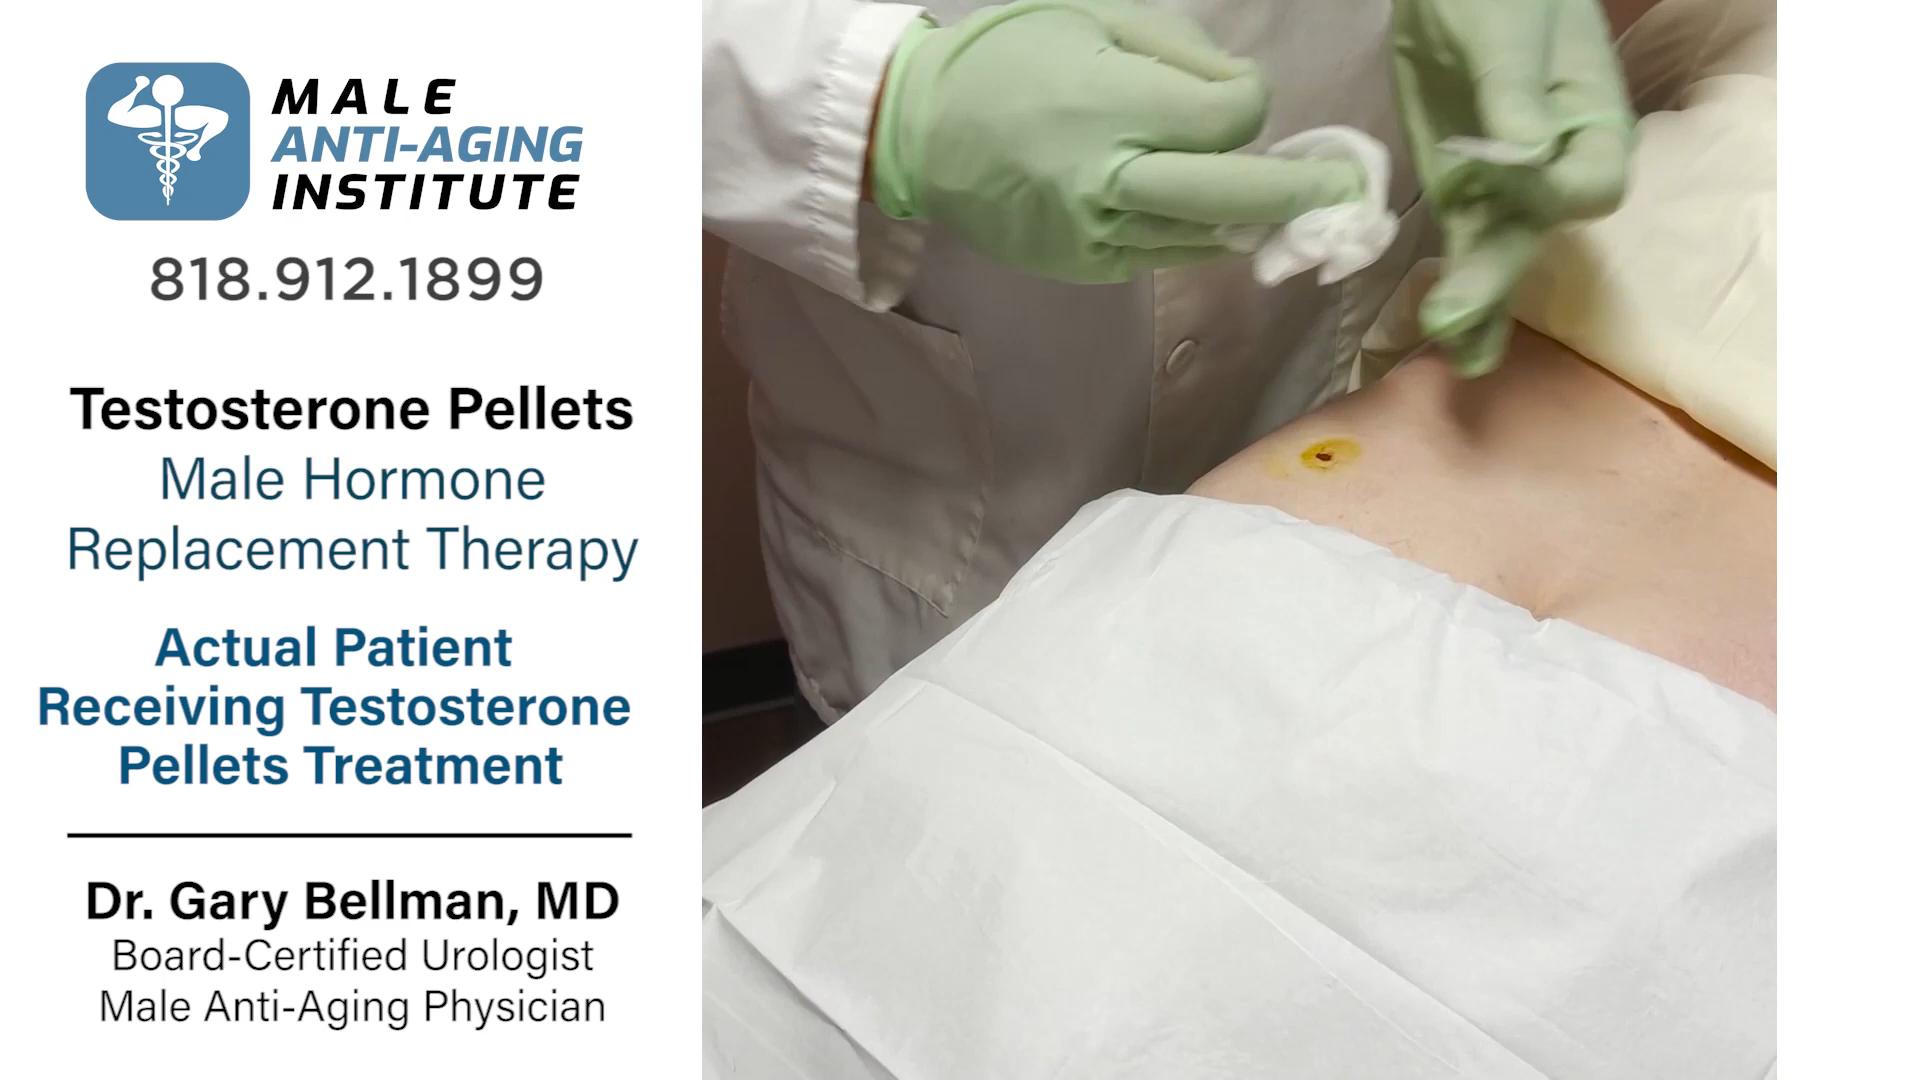 MALE
ANTI-AGING
INSTITUTE
818.912.1899
Testosterone Pellets
Male Hormone
Replacement Therapy
Actual Patient
Receiving Testosterone
Pellets Treatment
Dr. Gary Bellman, MD
Board-Certified Urologist
Male Anti-Aging Physician